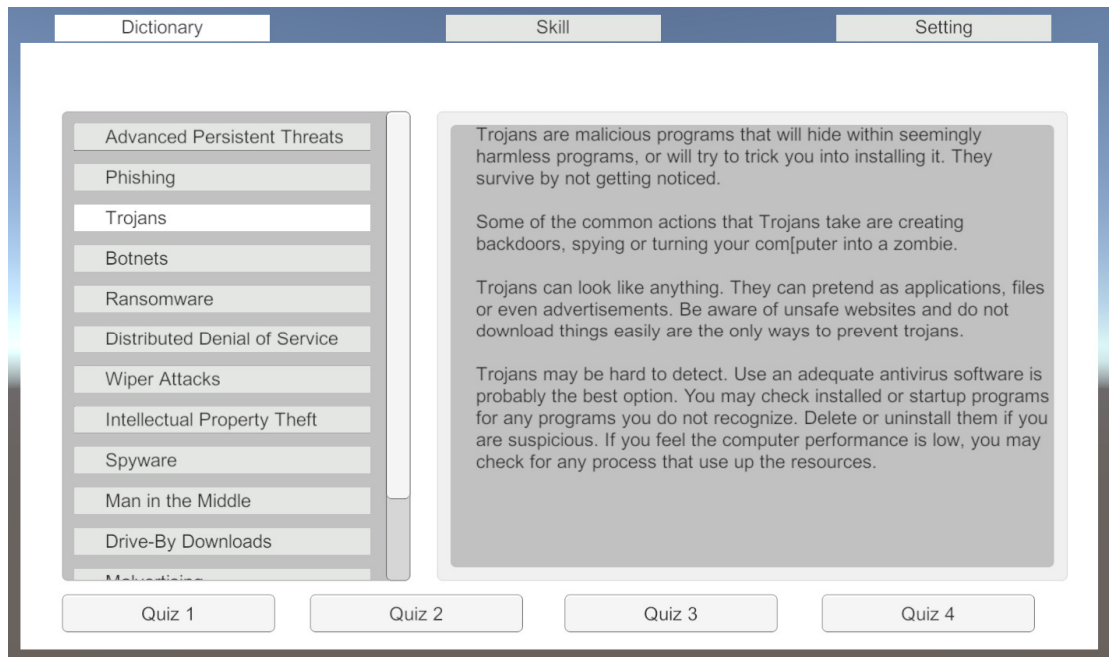 Dictionary
Skill
Setting
Advanced Persistent Threats
Phishing
Trojans
Botnets
Ransomware
Distributed Denial of Service
Wiper Attacks
Intellectual Property Theft
Spyware
Man in the Middle
Drive-By Downloads
Malvertising
Trojans are malicious programs that will hide within seemingly
harmless programs, or will try to trick you into installing it. They
survive by not getting noticed.
Some of the common actions that Trojans take are creating
backdoors, spying or turning your com[puter into a zombie.
Trojans can look like anything. They can pretend as applications, files
or even advertisements. Be aware of unsafe websites and do not
download things easily are the only ways to prevent trojans.
Trojans may be hard to detect. Use an adequate antivirus software is
probably the best option. You may check installed or startup programs
for any programs you do not recognize. Delete or uninstall them if you
are suspicious. If you feel the computer performance is low, you may
check for any process that use up the resources.
Quiz 1
Quiz 2
Quiz 3
Quiz 4